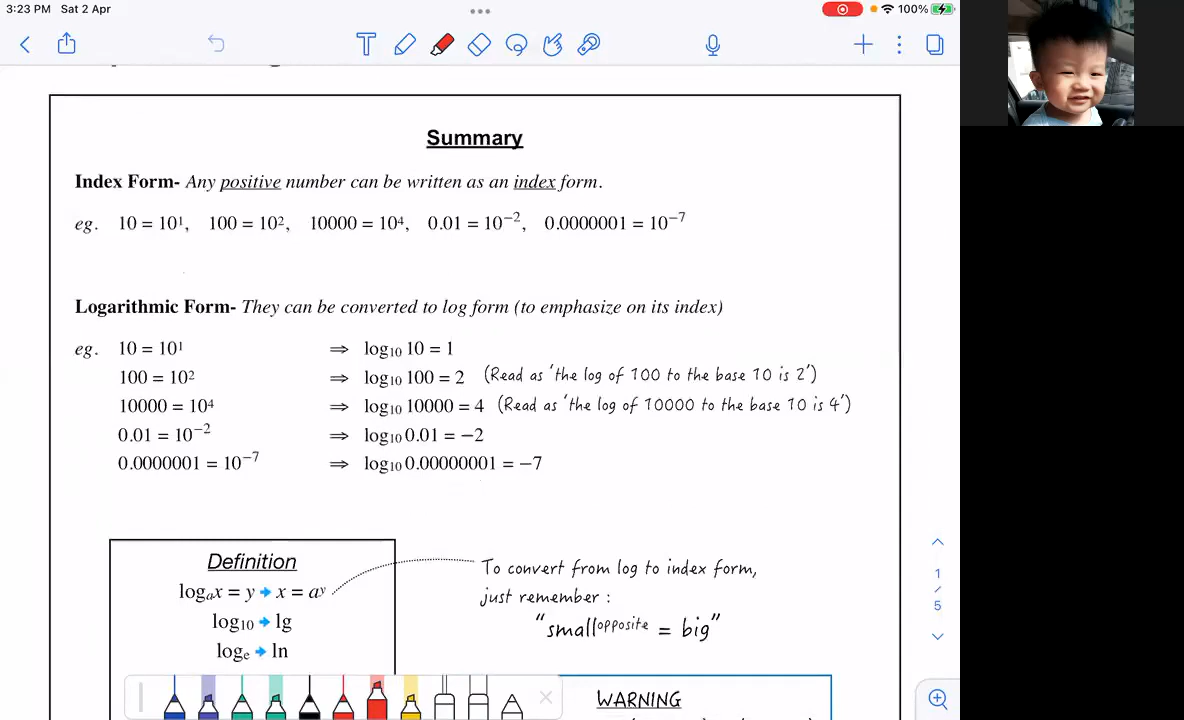 3:23 PM Sat 2 Apr
100%
T
Summary
Index Form- Any positive number can be written as an index form.
eg. 10 = 10¹, 100 = 10², 10000 = 10⁴, 0.01 = 10⁻², 0.0000001 = 10⁻⁷
Logarithmic Form- They can be converted to log form (to emphasize on its index)
eg. 10 = 10¹ ⇒ log₁₀ 10 = 1
100 = 10² ⇒ log₁₀ 100 = 2 (Read as 'the log of 100 to the base 10 is 2')
10000 = 10⁴ ⇒ log₁₀ 10000 = 4 (Read as 'the log of 10000 to the base 10 is 4')
0.01 = 10⁻² ⇒ log₁₀ 0.01 = −2
0.0000001 = 10⁻⁷ ⇒ log₁₀ 0.00000001 = −7
Definition
logₐx = y → x = aʸ
log₁₀ → lg
logₑ → ln
To convert from log to index form,
just remember :
"small^opposite = big"
WARNING
1
/
5